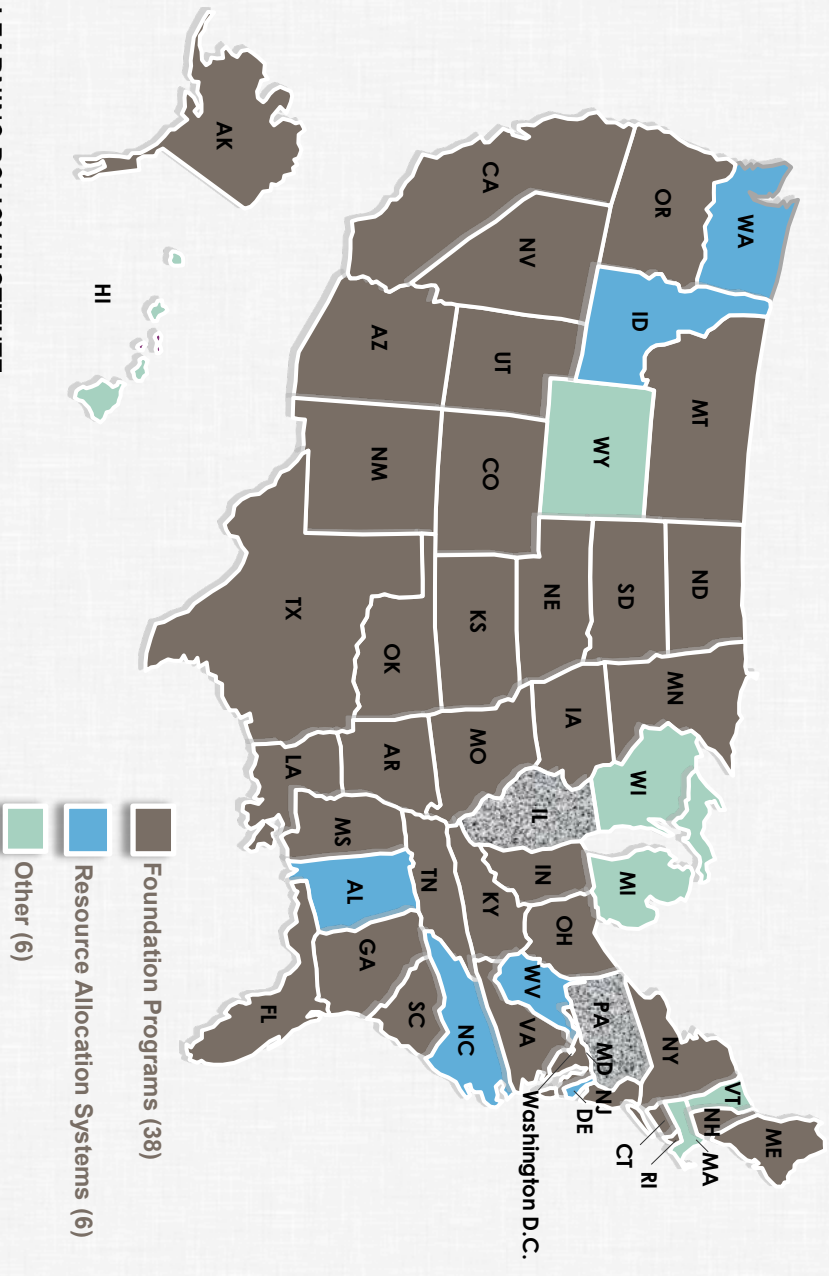 WA
MT
ND
MN
ME
VT
NH
OR
ID
SD
WI
MI
NY
MA
WY
RI
NE
IA
CT
NV
UT
CO
IL
IN
OH
PA
MD
NJ
DE
CA
KS
MO
KY
WV
VA
Washington D.C.
AZ
NM
OK
AR
TN
NC
TX
LA
MS
AL
GA
SC
FL
AK
HI
Foundation Programs (38)
Resource Allocation Systems (6)
Other (6)
LEARNING POLICY INSTITUTE